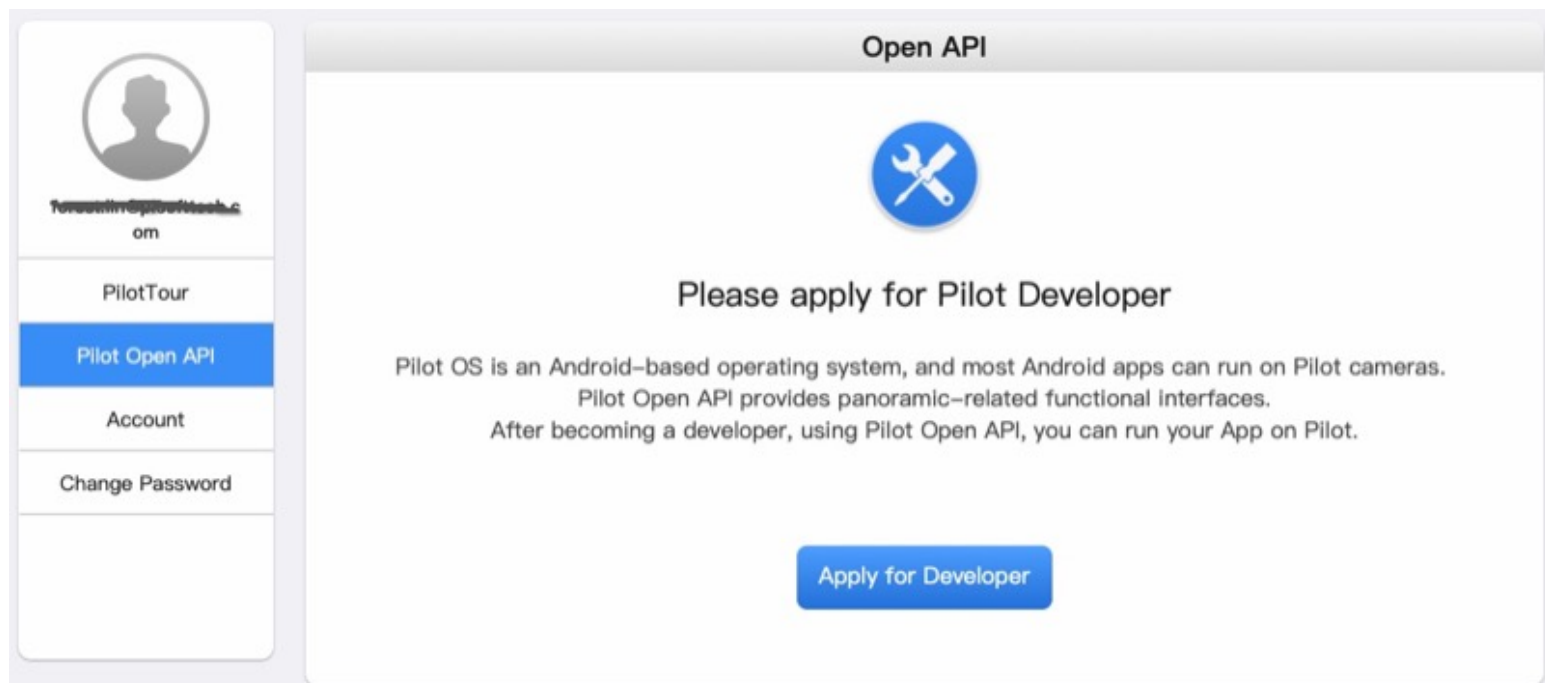 Open API
om
PilotTour
Pilot Open API
Account
Change Password
Please apply for Pilot Developer
Pilot OS is an Android-based operating system, and most Android apps can run on Pilot cameras.
Pilot Open API provides panoramic-related functional interfaces.
After becoming a developer, using Pilot Open API, you can run your App on Pilot.
Apply for Developer